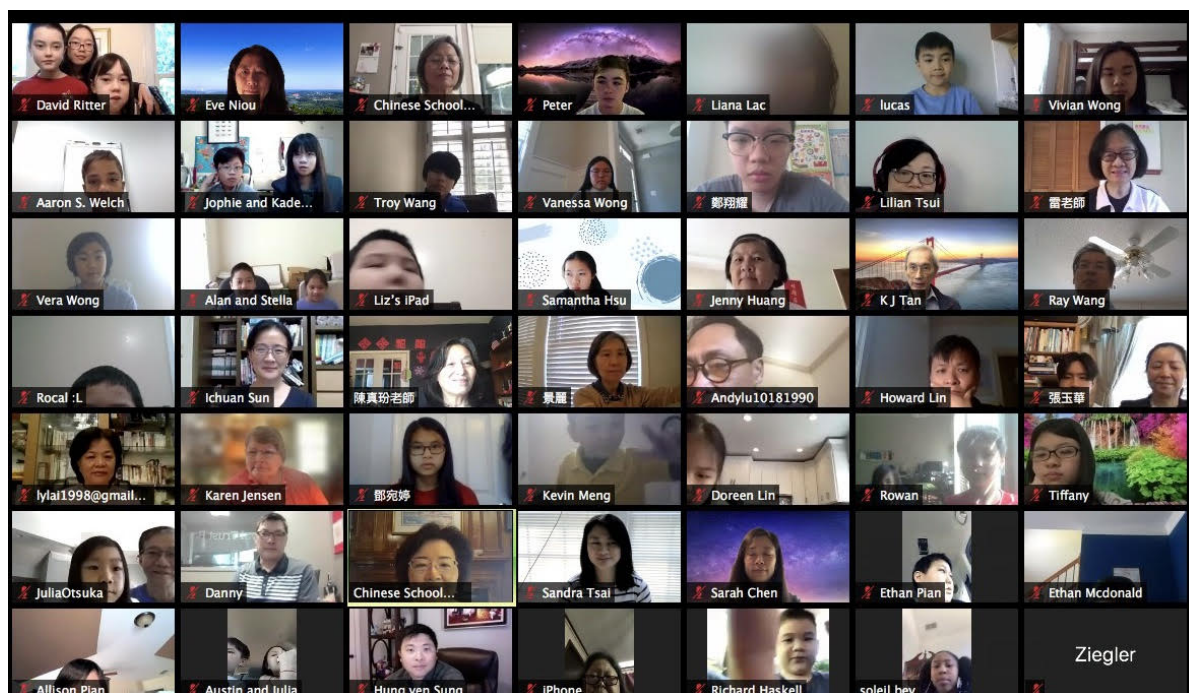 David Ritter
Eve Niou
Chinese School...
Peter
Liana Lac
lucas
Vivian Wong
Aaron S. Welch
Jophie and Kade...
Troy Wang
Vanessa Wong
鄭翔耀
Lilian Tsui
雷老師
Vera Wong
Alan and Stella
Liz's iPad
Samantha Hsu
Jenny Huang
K J Tan
Ray Wang
Rocal :L
Ichuan Sun
陳真玢老師
景麗
Andylu10181990
Howard Lin
張玉華
lylai1998@gmail...
Karen Jensen
鄧宛婷
Kevin Meng
Doreen Lin
Rowan
Tiffany
JuliaOtsuka
Danny
Chinese School...
Sandra Tsai
Sarah Chen
Ethan Pian
Ethan Mcdonald
Allison Pian
Austin and Julia
Hung yen Sung
iPhone
Richard Haskell
soleil bey
Ziegler